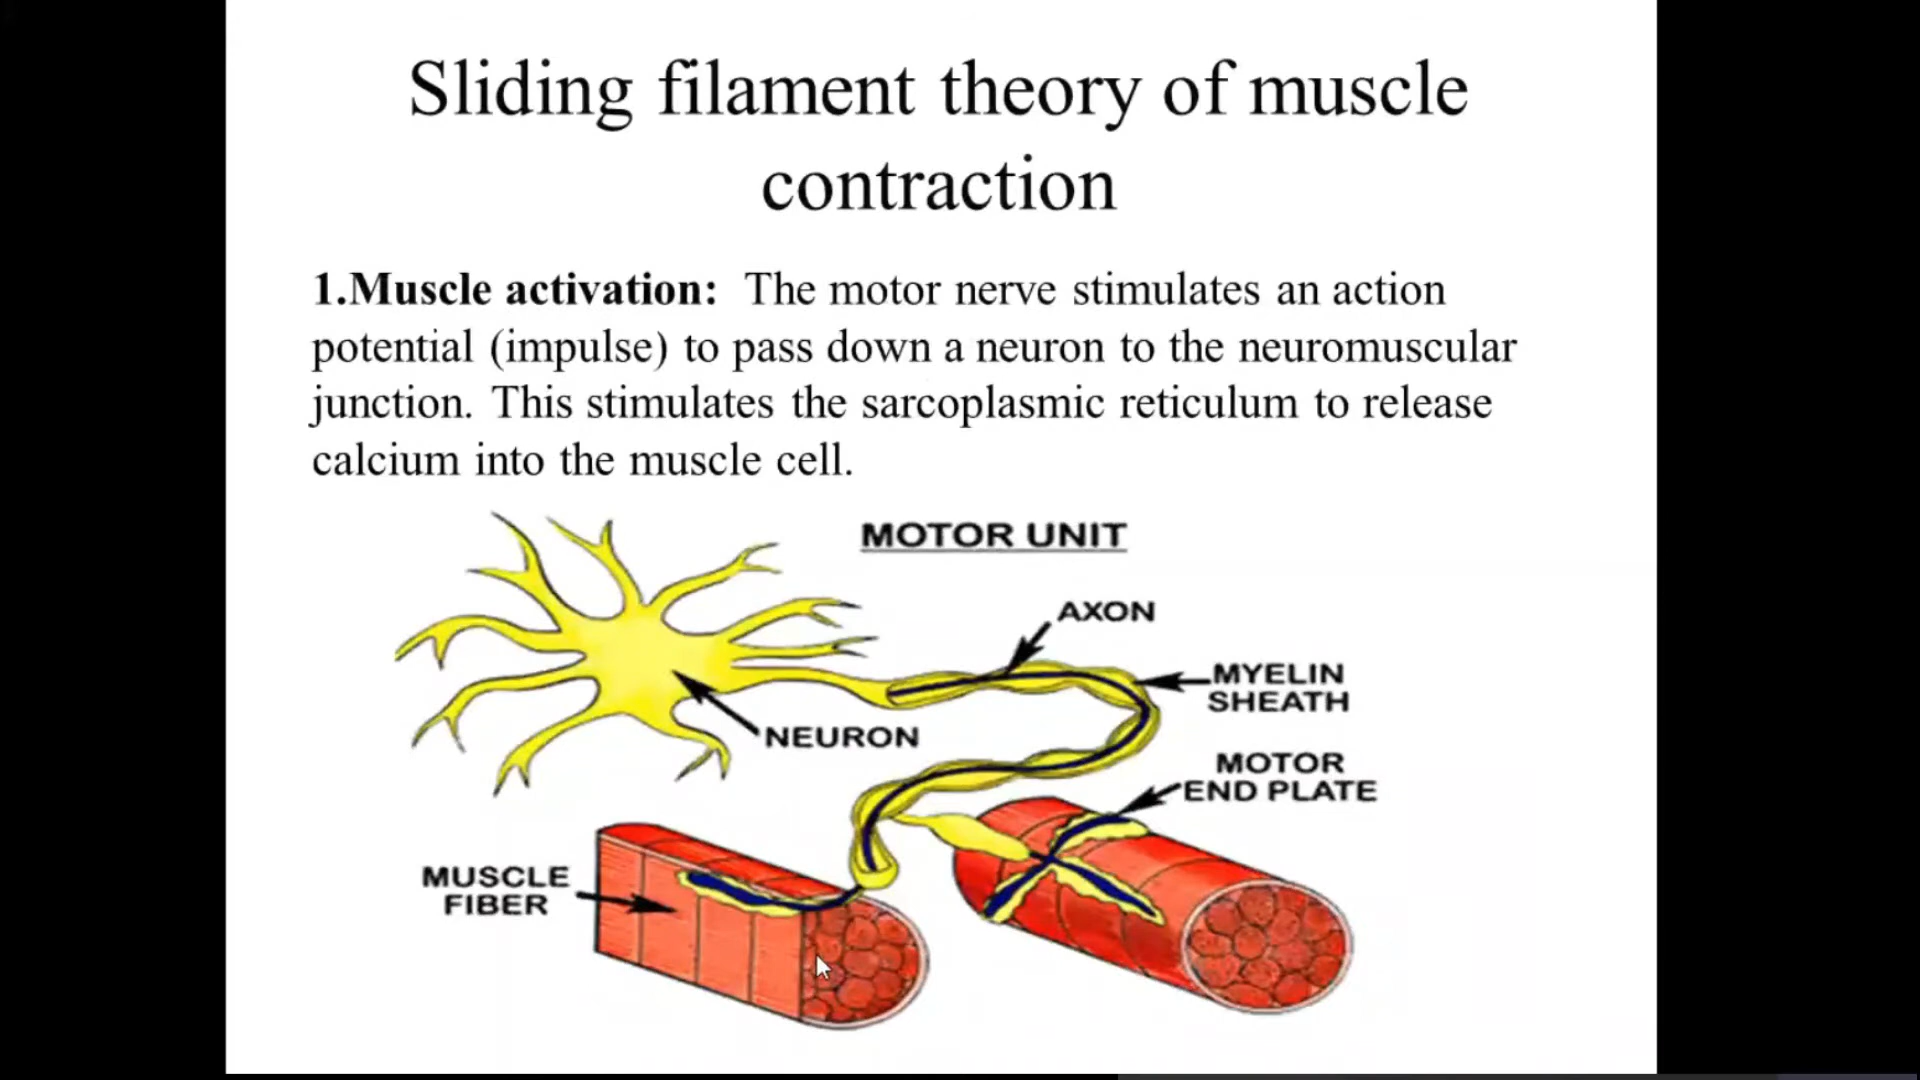 Sliding filament theory of muscle
contraction
1.Muscle activation: The motor nerve stimulates an action
potential (impulse) to pass down a neuron to the neuromuscular
junction. This stimulates the sarcoplasmic reticulum to release
calcium into the muscle cell.
MOTOR UNIT
AXON
MYELIN
SHEATH
NEURON
MOTOR
END PLATE
MUSCLE
FIBER